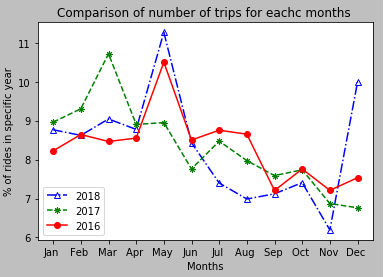 Comparison of number of trips for eachc months
% of rides in specific year
11
10
9
8
7
6
2018
2017
2016
Jan Feb Mar Apr May Jun Jul Aug Sep Oct Nov Dec
Months